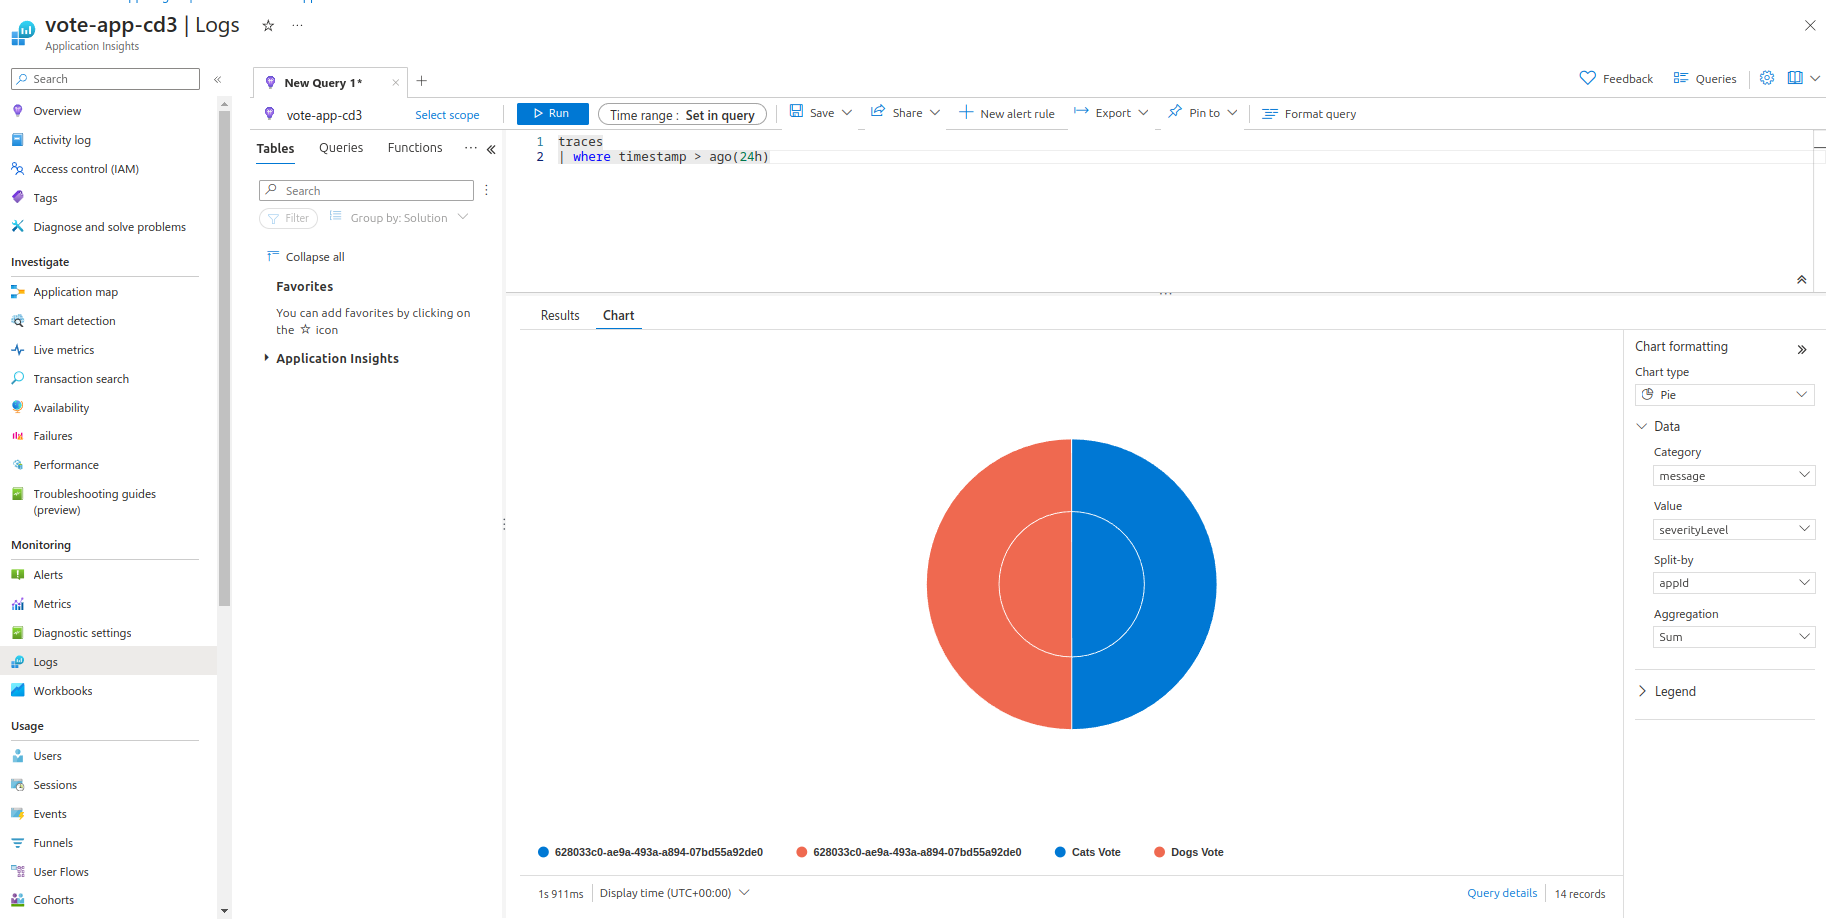 vote-app-cd3 | Logs
Application Insights
Search
Overview
Activity log
Access control (IAM)
Tags
Diagnose and solve problems
Investigate
Application map
Smart detection
Live metrics
Transaction search
Availability
Failures
Performance
Troubleshooting guides
(preview)
Monitoring
Alerts
Metrics
Diagnostic settings
Logs
Workbooks
Usage
Users
Sessions
Events
Funnels
User Flows
Cohorts
New Query 1*
Feedback
Queries
vote-app-cd3
Select scope
Run
Time range : Set in query
Save
Share
New alert rule
Export
Pin to
Format query
Tables
Queries
Functions
Search
Filter
Group by: Solution
Collapse all
Favorites
You can add favorites by clicking on
the ☆ icon
Application Insights
1 traces
2 | where timestamp > ago(24h)
Results
Chart
628033c0-ae9a-493a-a894-07bd55a92de0
628033c0-ae9a-493a-a894-07bd55a92de0
Cats Vote
Dogs Vote
1s 911ms
Display time (UTC+00:00)
Query details
14 records
Chart formatting
Chart type
Pie
Data
Category
message
Value
severityLevel
Split-by
appId
Aggregation
Sum
Legend